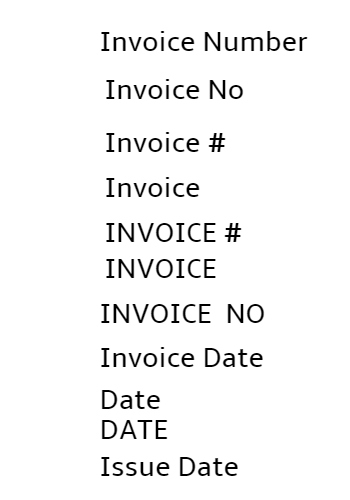 Invoice Number
Invoice No
Invoice #
Invoice
INVOICE #
INVOICE
INVOICE  NO
Invoice Date
Date
DATE
Issue Date